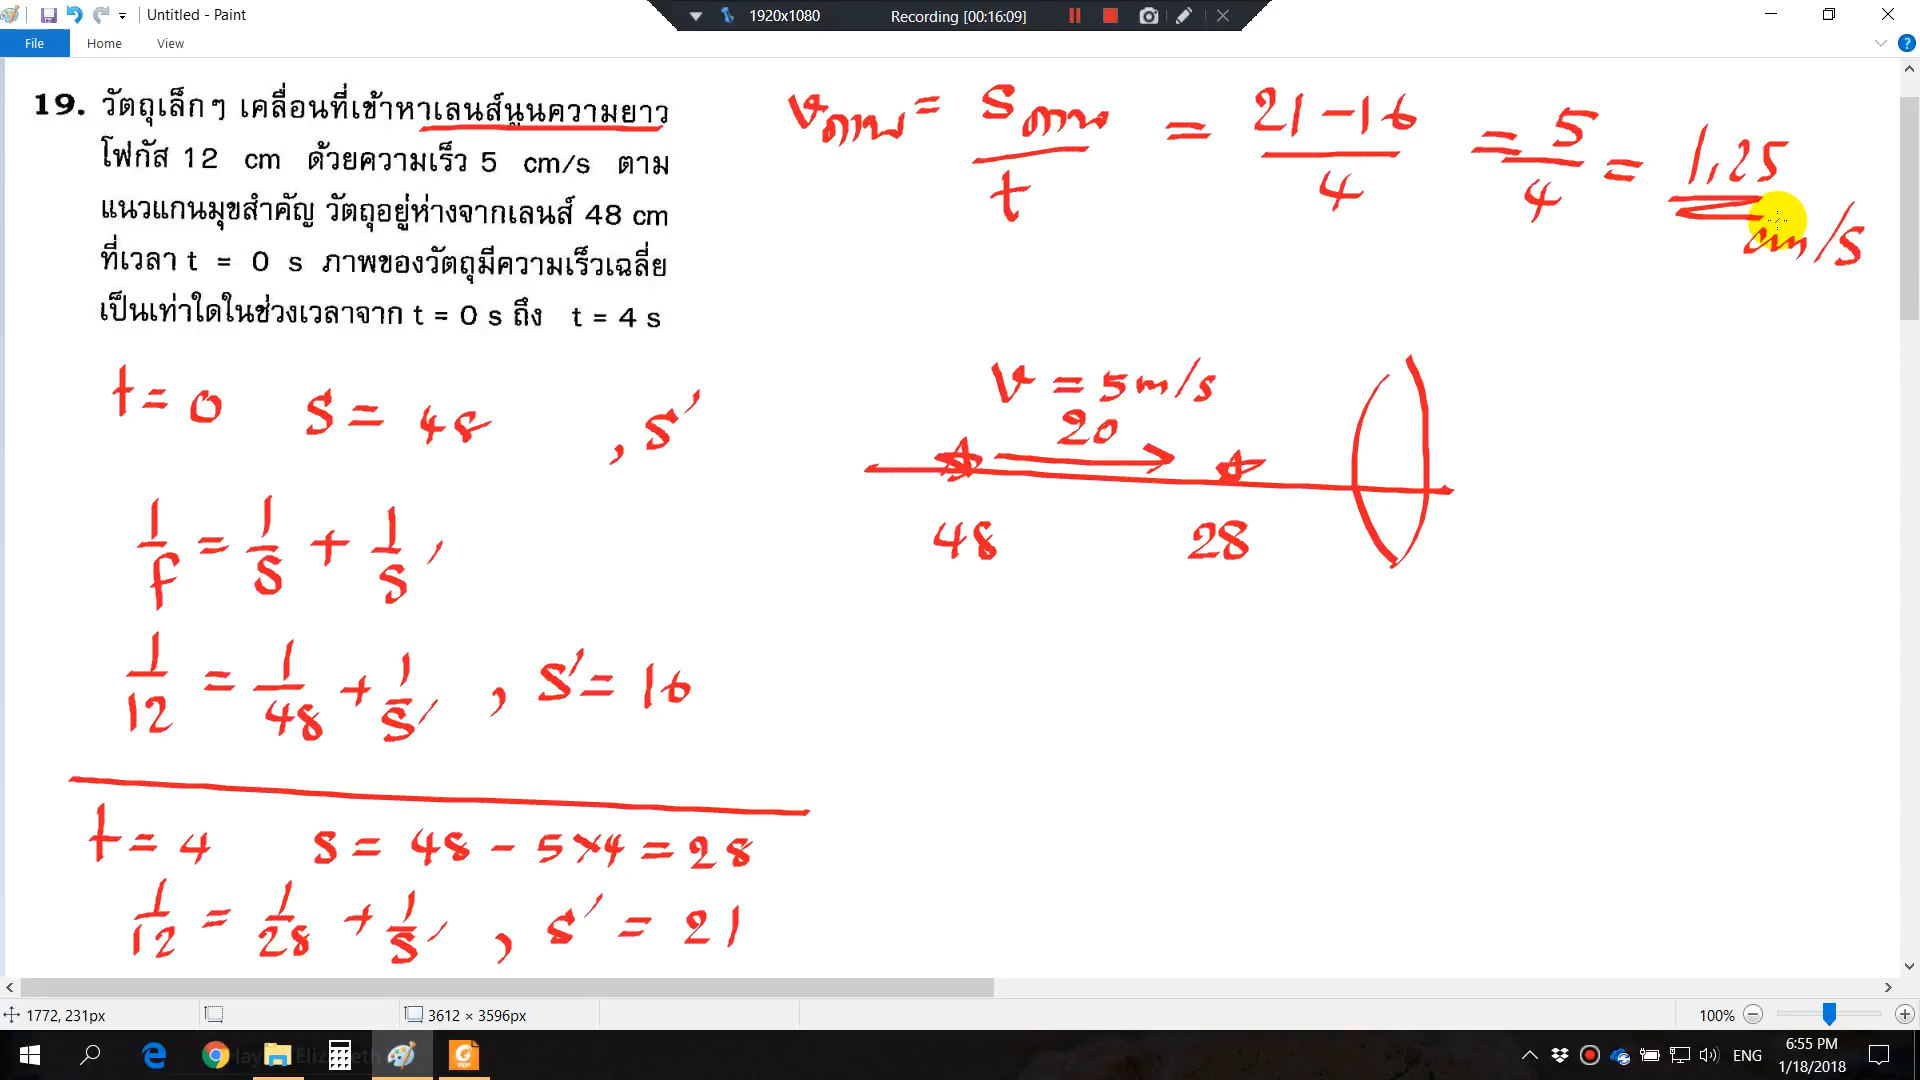 Untitled - Paint
1920x1080
Recording [00:16:09]
File Home View
19. วัตถุเล็กๆ เคลื่อนที่เข้าหาเลนส์นูนความยาว
โฟกัส 12 cm ด้วยความเร็ว 5 cm/s ตาม
แนวแกนมุขสำคัญ วัตถุอยู่ห่างจากเลนส์ 48 cm
ที่เวลา t = 0 s ภาพของวัตถุมีความเร็วเฉลี่ย
เป็นเท่าใดในช่วงเวลาจาก t = 0 s ถึง t = 4 s
vภาพ = sภาพ/t = 21-16/4 = 5/4 = 1.25 cm/s
t = 0 s = 48 , s'
v = 5 m/s
20
48 28
1/f = 1/s + 1/s'
1/12 = 1/48 + 1/s' , s' = 16
t = 4 s = 48 - 5×4 = 28
1/12 = 1/28 + 1/s' , s' = 21
1772, 231px
3612 × 3596px
100%
ENG
6:55 PM
1/18/2018